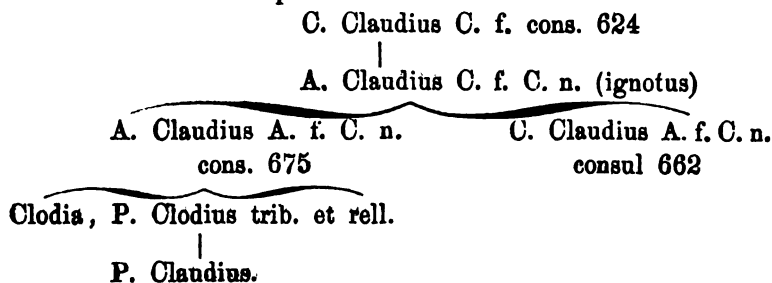 C. Claudius C. f. cons. 624
A. Claudius C. f. C. n. (ignotus)
A. Claudius A. f. C. n. C. Claudius A. f. C. n.
cons. 675 consul 662
Clodia, P. Clodius trib. et rell.
P. Claudius.